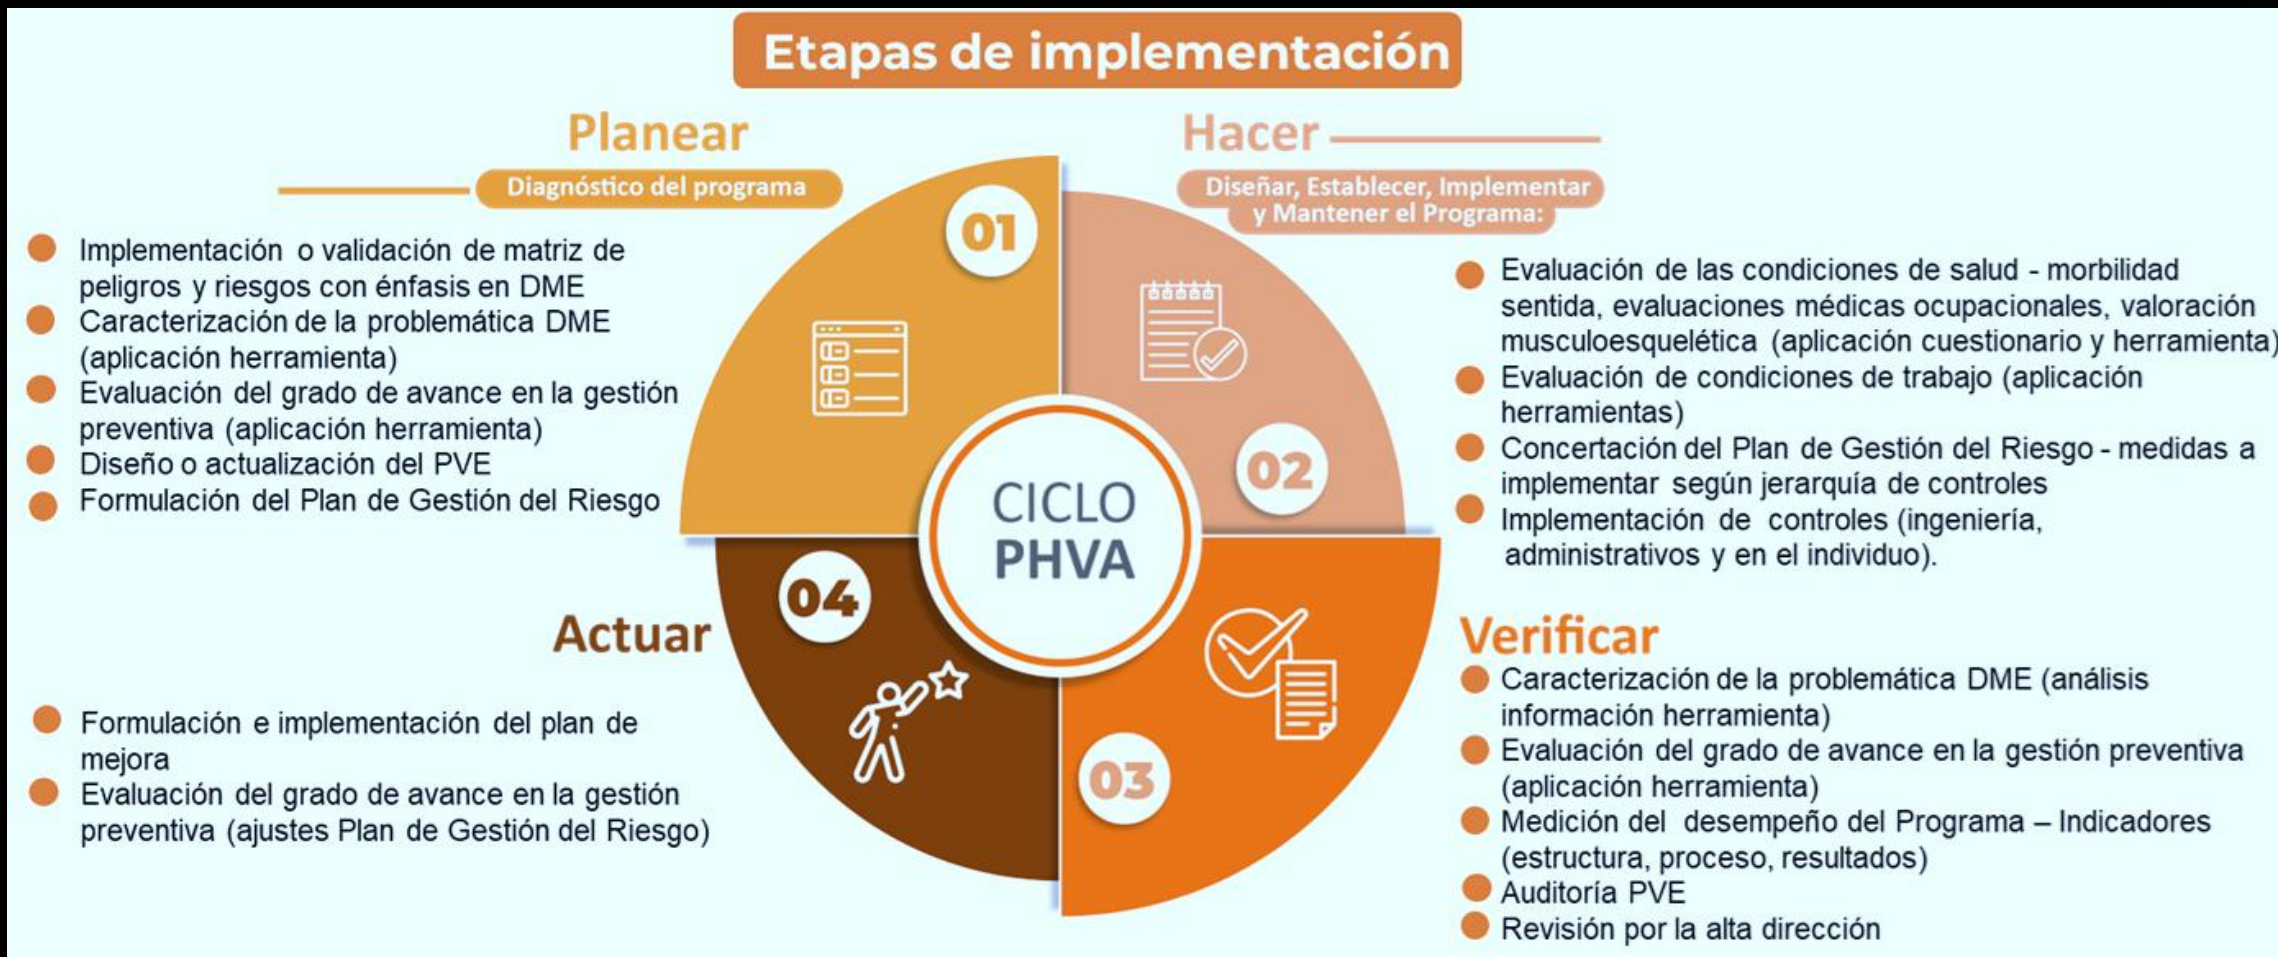 Etapas de implementación
Planear
Diagnóstico del programa
01
Implementación o validación de matriz de
peligros y riesgos con énfasis en DME
Caracterización de la problemática DME
(aplicación herramienta)
Evaluación del grado de avance en la gestión
preventiva (aplicación herramienta)
Diseño o actualización del PVE
Formulación del Plan de Gestión del Riesgo
Hacer
Diseñar, Establecer, Implementar
y Mantener el Programa:
02
Evaluación de las condiciones de salud - morbilidad
sentida, evaluaciones médicas ocupacionales, valoración
musculoesquelética (aplicación cuestionario y herramienta)
Evaluación de condiciones de trabajo (aplicación
herramientas)
Concertación del Plan de Gestión del Riesgo - medidas a
implementar según jerarquía de controles
Implementación de controles (ingeniería,
administrativos y en el individuo).
CICLO
PHVA
Verificar
03
Caracterización de la problemática DME (análisis
información herramienta)
Evaluación del grado de avance en la gestión preventiva
(aplicación herramienta)
Medición del desempeño del Programa – Indicadores
(estructura, proceso, resultados)
Auditoría PVE
Revisión por la alta dirección
04
Actuar
Formulación e implementación del plan de
mejora
Evaluación del grado de avance en la gestión
preventiva (ajustes Plan de Gestión del Riesgo)